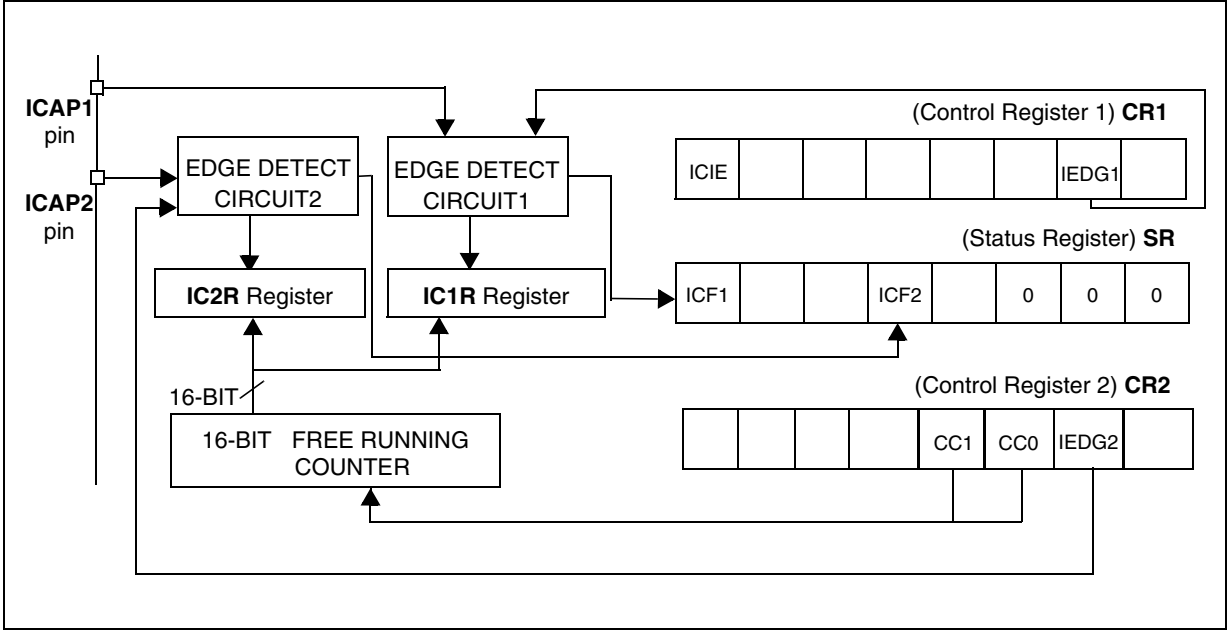 ICAP1
pin
ICAP2
pin
EDGE DETECT
CIRCUIT2
EDGE DETECT
CIRCUIT1
IC2R Register
IC1R Register
16-BIT
16-BIT FREE RUNNING
COUNTER
(Control Register 1) CR1
ICIE
IEDG1
(Status Register) SR
ICF1
ICF2
0
0
0
(Control Register 2) CR2
CC1
CC0
IEDG2